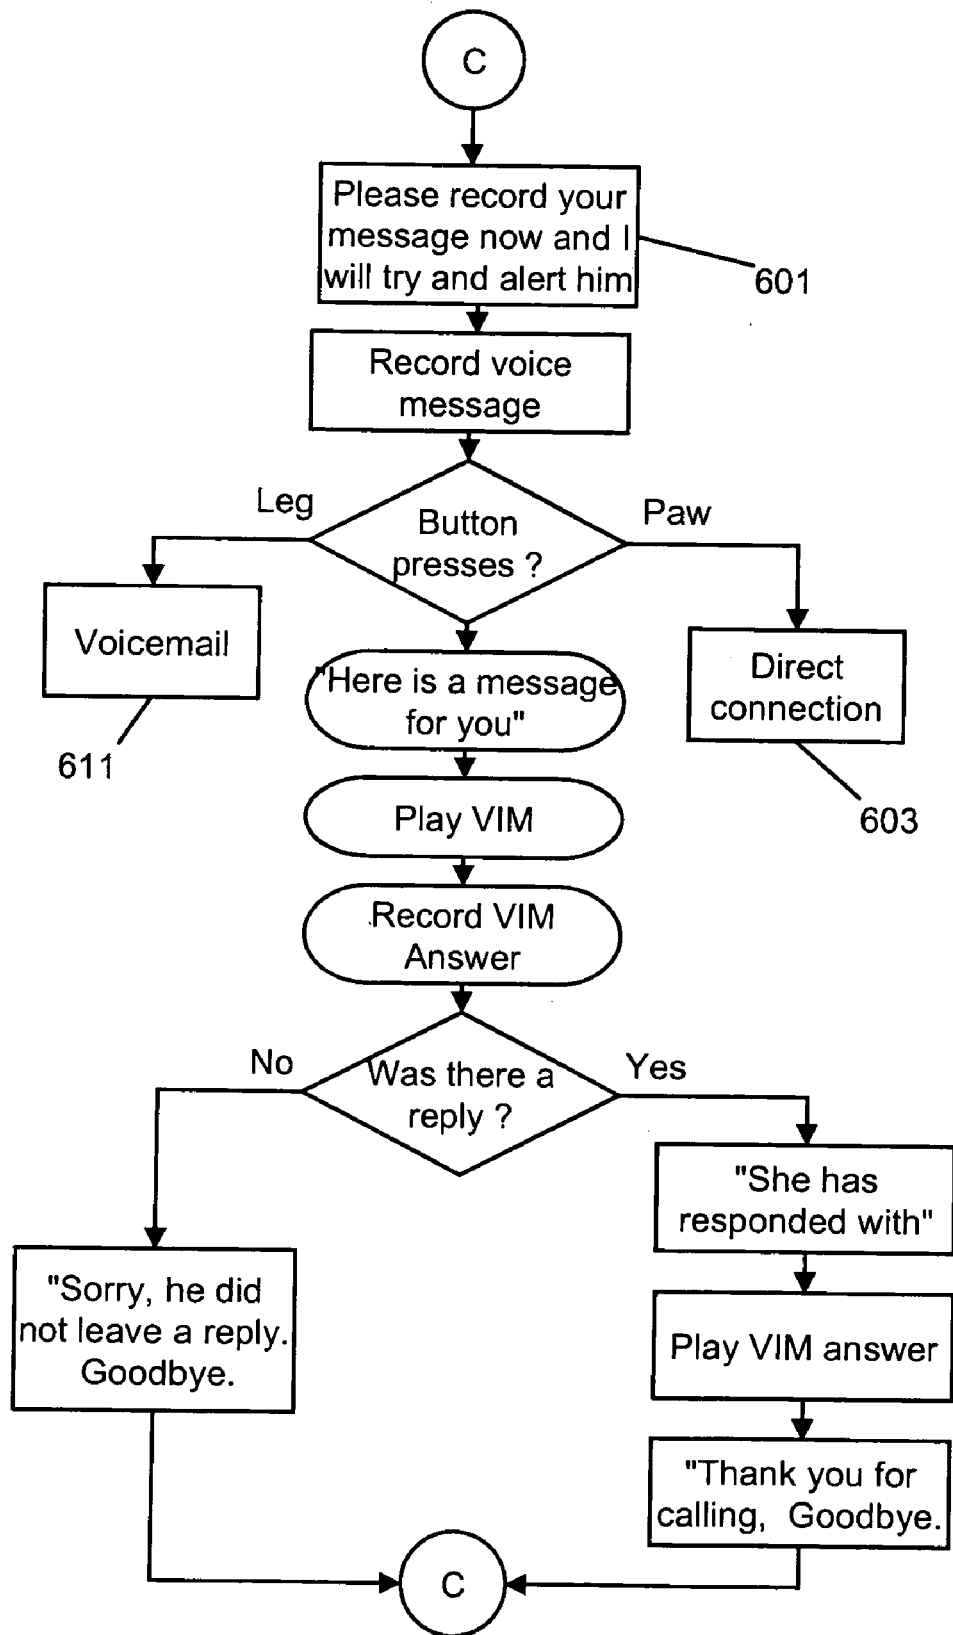 C
Please record your
message now and I
will try and alert him
601
Record voice
message
Leg
Button
presses ?
Paw
Voicemail
611
"Here is a message
for you"
Direct
connection
603
Play VIM
Record VIM
Answer
No
Was there a
reply ?
Yes
"She has
responded with"
"Sorry, he did
not leave a reply.
Goodbye.
Play VIM answer
"Thank you for
calling, Goodbye.
C